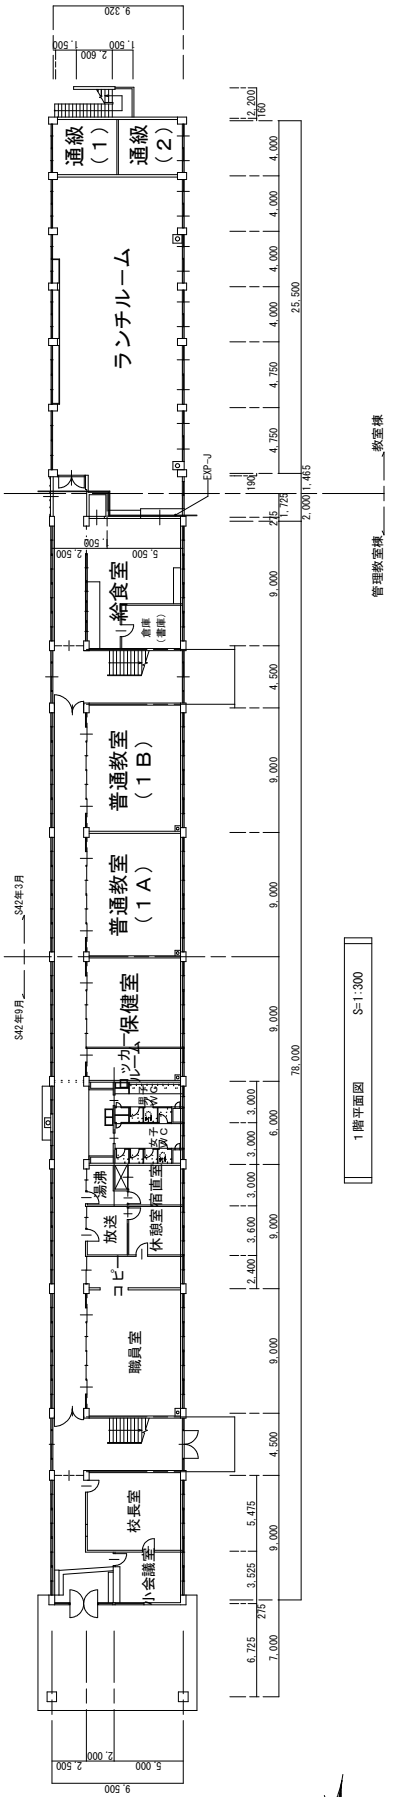 9,320
1,500
2,600
1,500
2,200
160
通級
（１）
通級
（２）
4,000
4,000
4,000
4,000
4,750
4,750
25,500
ランチルーム
EXP-J
190
1,465
教室棟
管理教室棟
275
1,725
2,000
2,500
1,500
5,500
給食室
倉庫
（書庫）
9,000
4,500
普通教室
（１Ｂ）
9,000
普通教室
（１Ａ）
9,000
S42年3月
S42年9月
保健室
ロッカー
ルーム
9,000
78,000
男子
ＷＣ
女子
ＷＣ
3,000
3,000
6,000
湯沸
宿直室
放送
休憩室
コピー
3,000
3,600
2,400
9,000
職員室
9,000
4,500
校長室
小会議室
5,475
3,525
9,000
275
6,725
7,000
2,500
2,000
5,000
9,500
1階平面図 S=1:300